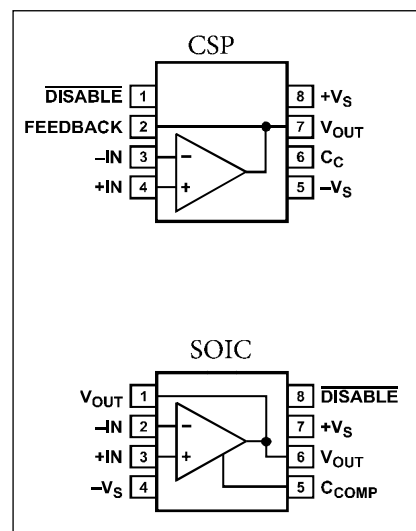 CSP
DISABLE 1 8 +VS
FEEDBACK 2 7 VOUT
–IN 3 – 6 CC
+IN 4 + 5 –VS
SOIC
VOUT 1 8 DISABLE
–IN 2 – 7 +VS
+IN 3 + 6 VOUT
–VS 4 5 CCOMP